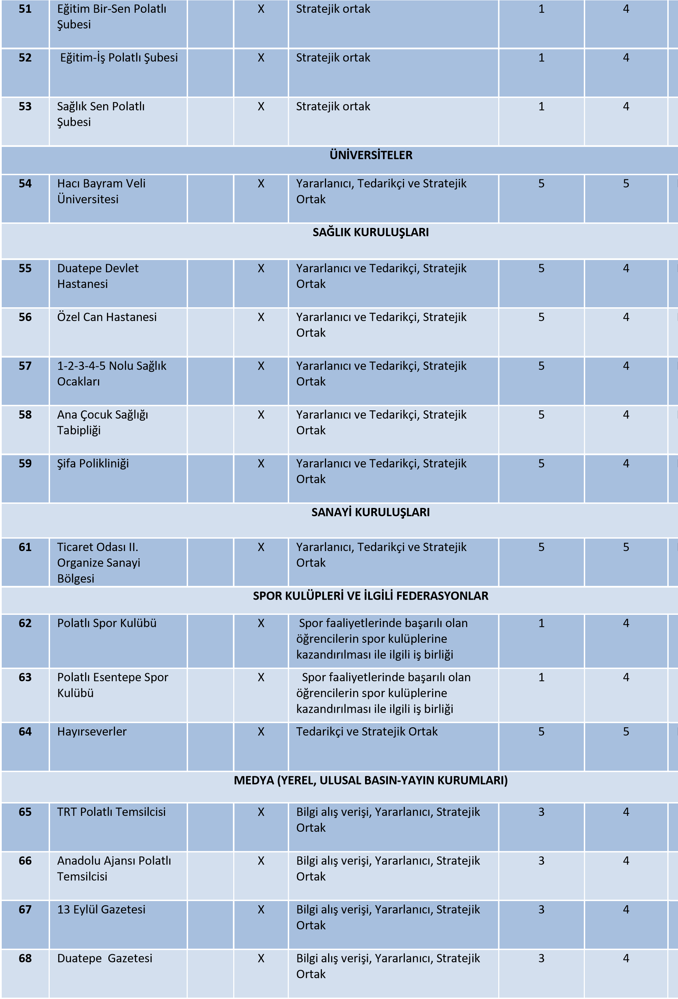 51 Eğitim Bir-Sen Polatlı X Stratejik ortak 1 4
Şubesi
52 Eğitim-İş Polatlı Şubesi X Stratejik ortak 1 4
53 Sağlık Sen Polatlı X Stratejik ortak 1 4
Şubesi
ÜNİVERSİTELER
54 Hacı Bayram Veli X Yararlanıcı, Tedarikçi ve Stratejik 5 5
Üniversitesi Ortak
SAĞLIK KURULUŞLARI
55 Duatepe Devlet X Yararlanıcı ve Tedarikçi, Stratejik 5 4
Hastanesi Ortak
56 Özel Can Hastanesi X Yararlanıcı ve Tedarikçi, Stratejik 5 4
Ortak
57 1-2-3-4-5 Nolu Sağlık X Yararlanıcı ve Tedarikçi, Stratejik 5 4
Ocakları Ortak
58 Ana Çocuk Sağlığı X Yararlanıcı ve Tedarikçi, Stratejik 5 4
Tabipliği Ortak
59 Şifa Polikliniği X Yararlanıcı ve Tedarikçi, Stratejik 5 4
Ortak
SANAYİ KURULUŞLARI
61 Ticaret Odası II. X Yararlanıcı, Tedarikçi ve Stratejik 5 5
Organize Sanayi Ortak
Bölgesi
SPOR KULÜPLERİ VE İLGİLİ FEDERASYONLAR
62 Polatlı Spor Kulübü X Spor faaliyetlerinde başarılı olan 1 4
öğrencilerin spor kulüplerine
kazandırılması ile ilgili iş birliği
63 Polatlı Esentepe Spor X Spor faaliyetlerinde başarılı olan 1 4
Kulübü öğrencilerin spor kulüplerine
kazandırılması ile ilgili iş birliği
64 Hayırseverler X Tedarikçi ve Stratejik Ortak 5 5
MEDYA (YEREL, ULUSAL BASIN-YAYIN KURUMLARI)
65 TRT Polatlı Temsilcisi X Bilgi alış verişi, Yararlanıcı, Stratejik 3 4
Ortak
66 Anadolu Ajansı Polatlı X Bilgi alış verişi, Yararlanıcı, Stratejik 3 4
Temsilcisi Ortak
67 13 Eylül Gazetesi X Bilgi alış verişi, Yararlanıcı, Stratejik 3 4
Ortak
68 Duatepe  Gazetesi X Bilgi alış verişi, Yararlanıcı, Stratejik 3 4
Ortak